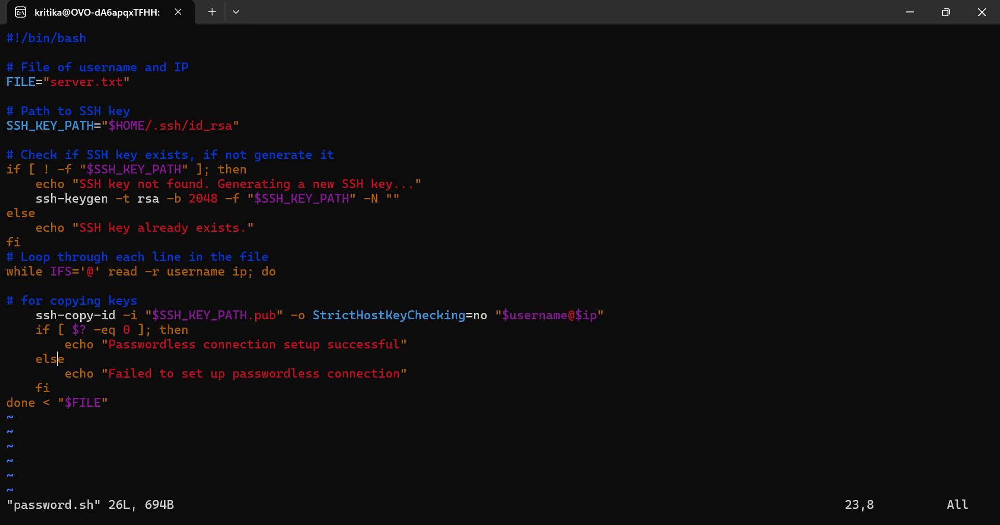 kritika@OVO-dA6apqxTFHH:
#!/bin/bash
# File of username and IP
FILE="server.txt"
# Path to SSH key
SSH_KEY_PATH="$HOME/.ssh/id_rsa"
# Check if SSH key exists, if not generate it
if [ ! -f "$SSH_KEY_PATH" ]; then
    echo "SSH key not found. Generating a new SSH key..."
    ssh-keygen -t rsa -b 2048 -f "$SSH_KEY_PATH" -N ""
else
    echo "SSH key already exists."
fi
# Loop through each line in the file
while IFS='@' read -r username ip; do
# for copying keys
    ssh-copy-id -i "$SSH_KEY_PATH.pub" -o StrictHostKeyChecking=no "$username@$ip"
    if [ $? -eq 0 ]; then
        echo "Passwordless connection setup successful"
    else
        echo "Failed to set up passwordless connection"
    fi
done < "$FILE"
~
~
~
~
~
~
"password.sh" 26L, 694B 23,8 All